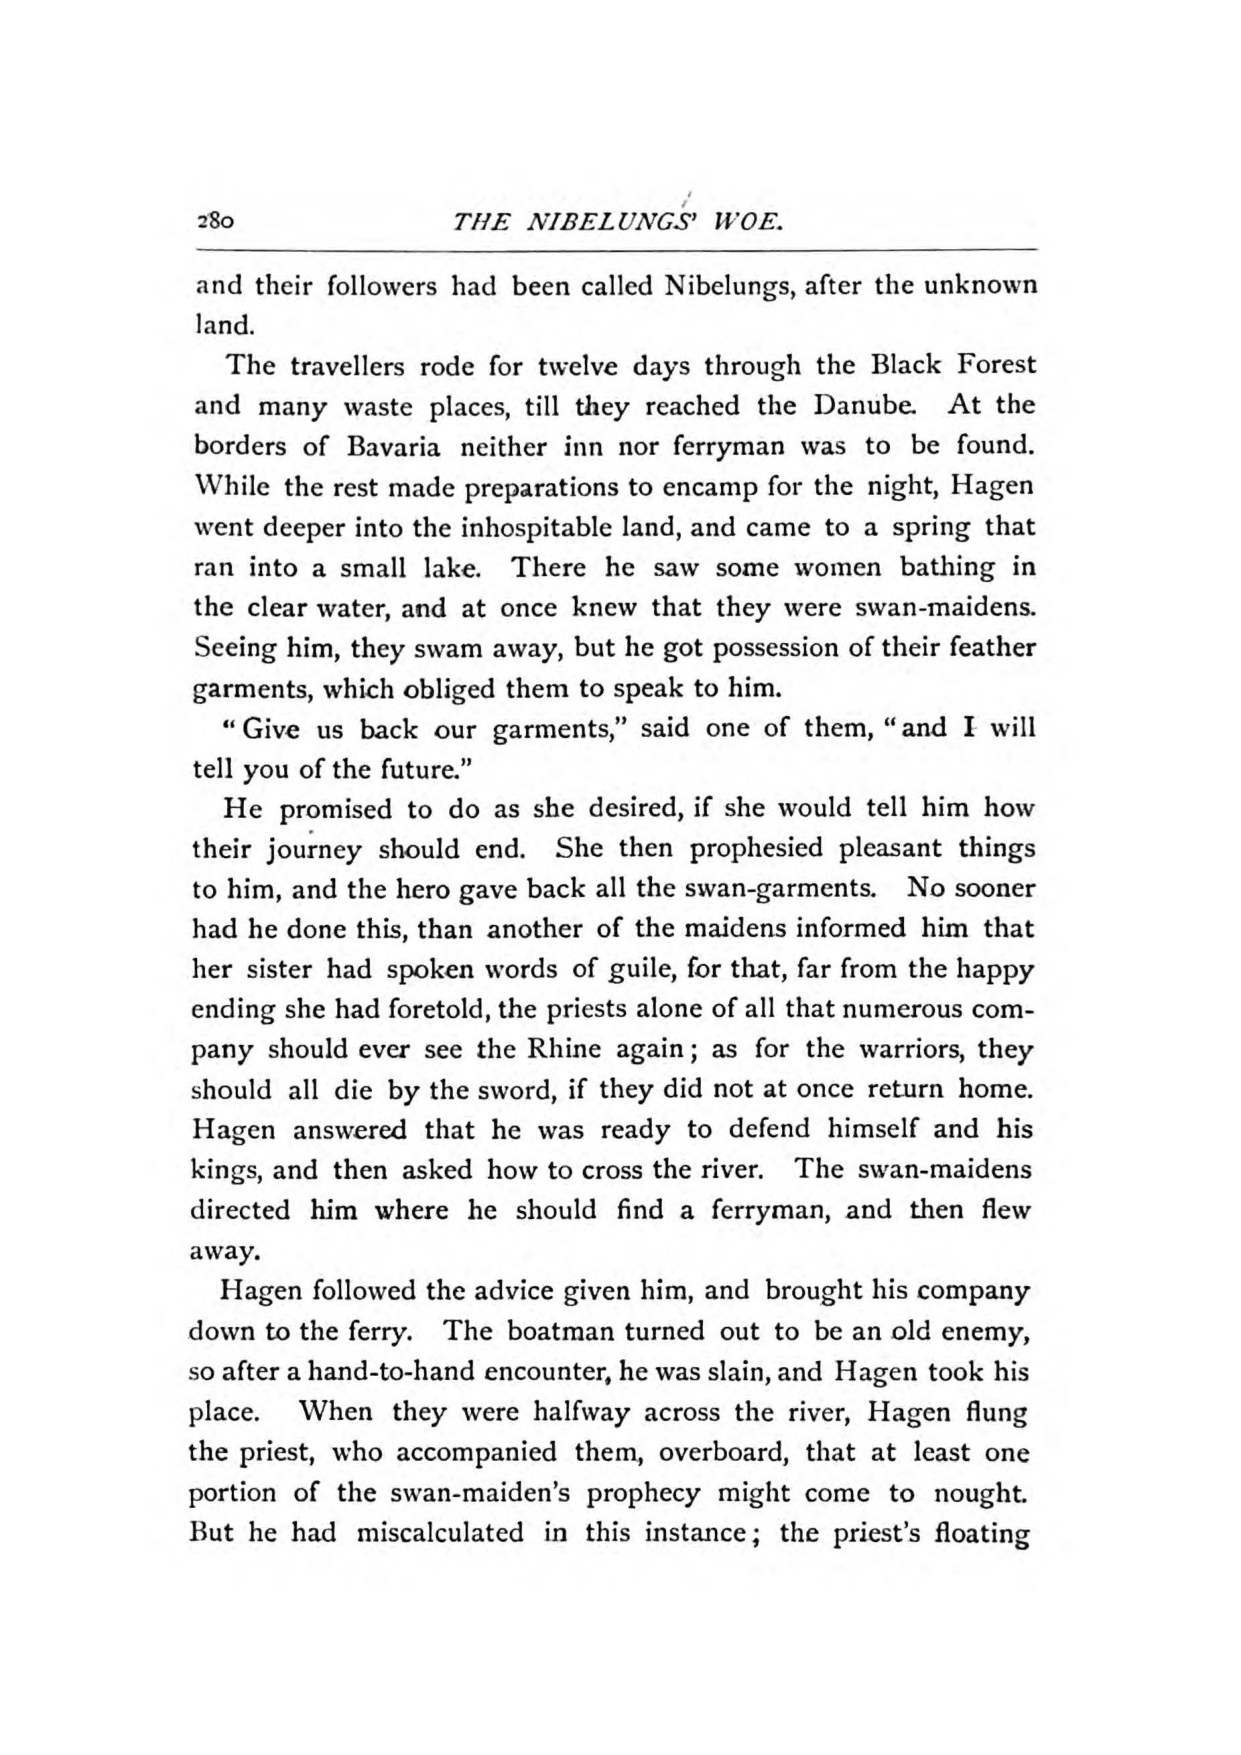 280 THE NIBELUNGS' WOE.
and their followers had been called Nibelungs, after the unknown
land.
The travellers rode for twelve days through the Black Forest
and many waste places, till they reached the Danube. At the
borders of Bavaria neither inn nor ferryman was to be found.
While the rest made preparations to encamp for the night, Hagen
went deeper into the inhospitable land, and came to a spring that
ran into a small lake. There he saw some women bathing in
the clear water, and at once knew that they were swan-maidens.
Seeing him, they swam away, but he got possession of their feather
garments, which obliged them to speak to him.
“Give us back our garments,” said one of them, “and I will
tell you of the future.”
He promised to do as she desired, if she would tell him how
their journey should end. She then prophesied pleasant things
to him, and the hero gave back all the swan-garments. No sooner
had he done this, than another of the maidens informed him that
her sister had spoken words of guile, for that, far from the happy
ending she had foretold, the priests alone of all that numerous com-
pany should ever see the Rhine again; as for the warriors, they
should all die by the sword, if they did not at once return home.
Hagen answered that he was ready to defend himself and his
kings, and then asked how to cross the river. The swan-maidens
directed him where he should find a ferryman, and then flew
away.
Hagen followed the advice given him, and brought his company
down to the ferry. The boatman turned out to be an old enemy,
so after a hand-to-hand encounter, he was slain, and Hagen took his
place. When they were halfway across the river, Hagen flung
the priest, who accompanied them, overboard, that at least one
portion of the swan-maiden's prophecy might come to nought.
But he had miscalculated in this instance; the priest's floating